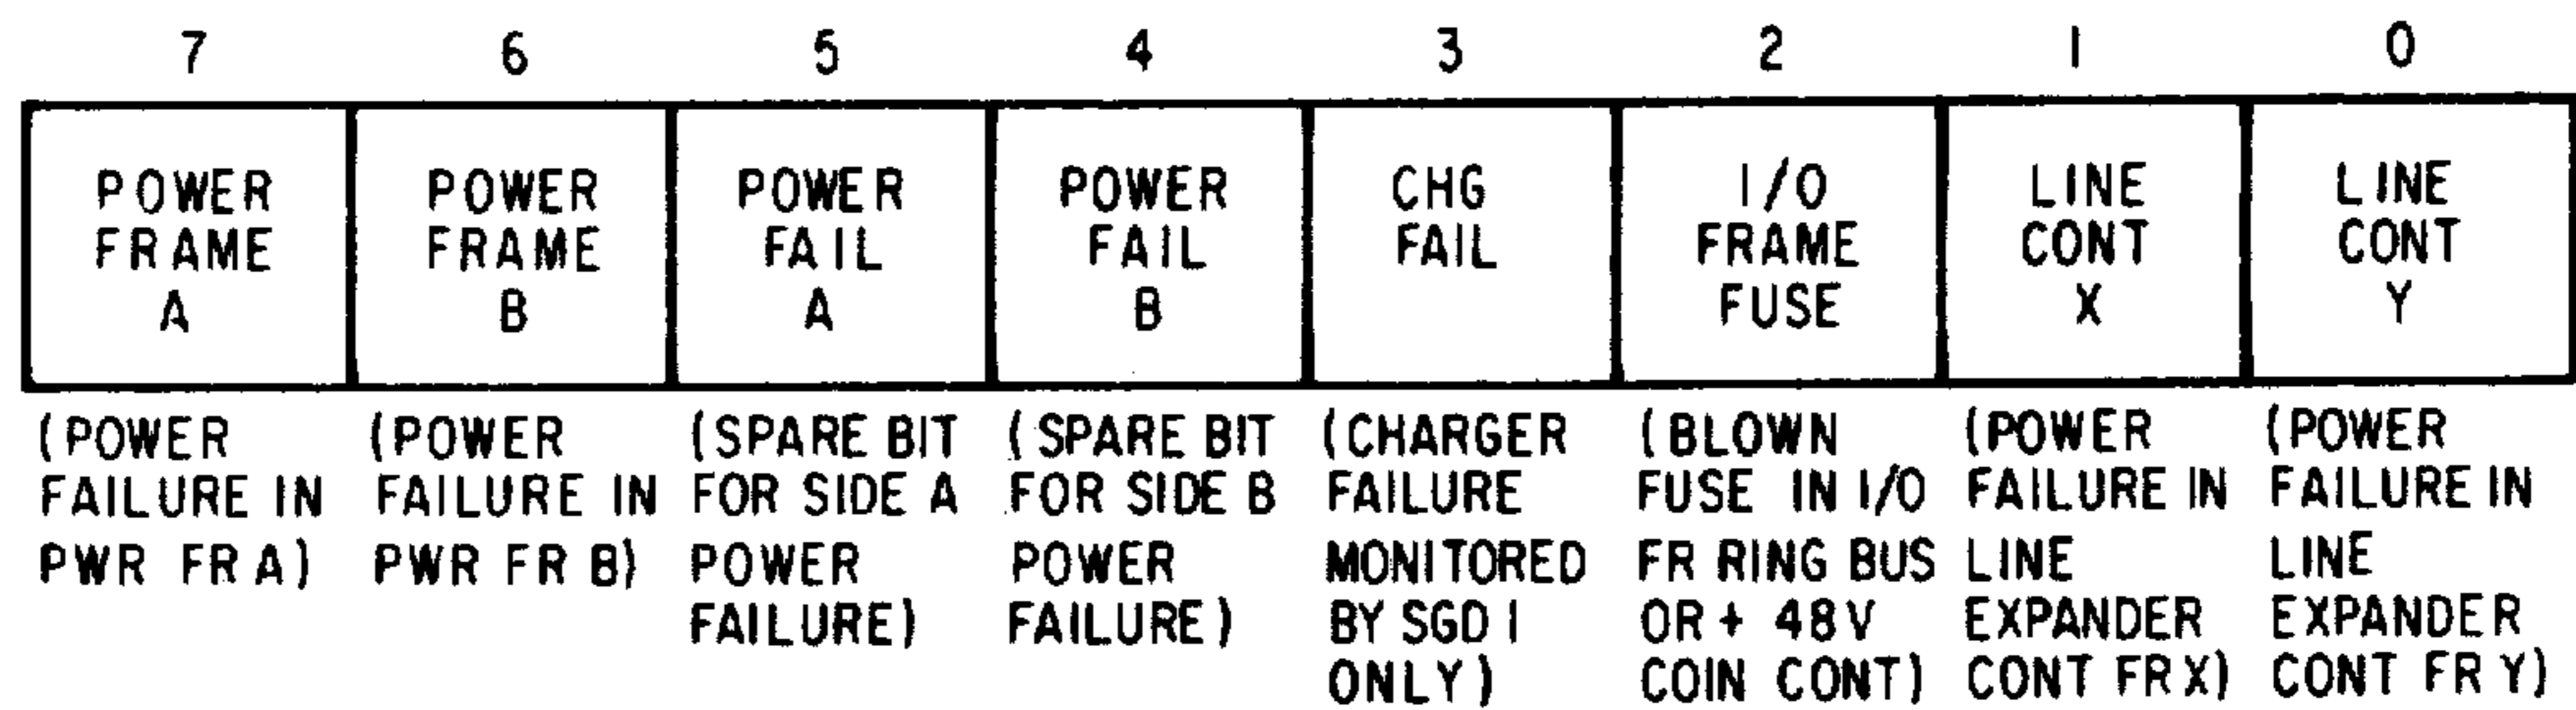 7 6 5 4 3 2 1 0
POWER FRAME A
POWER FRAME B
POWER FAIL A
POWER FAIL B
CHG FAIL
I/O FRAME FUSE
LINE CONT X
LINE CONT Y
(POWER FAILURE IN PWR FR A)
(POWER FAILURE IN PWR FR B)
(SPARE BIT FOR SIDE A POWER FAILURE)
(SPARE BIT FOR SIDE B POWER FAILURE)
(CHARGER FAILURE MONITORED BY SGD 1 ONLY)
(BLOWN FUSE IN I/O FR RING BUS OR + 48V COIN CONT)
(POWER FAILURE IN LINE EXPANDER CONT FR X)
(POWER FAILURE IN LINE EXPANDER CONT FR Y)